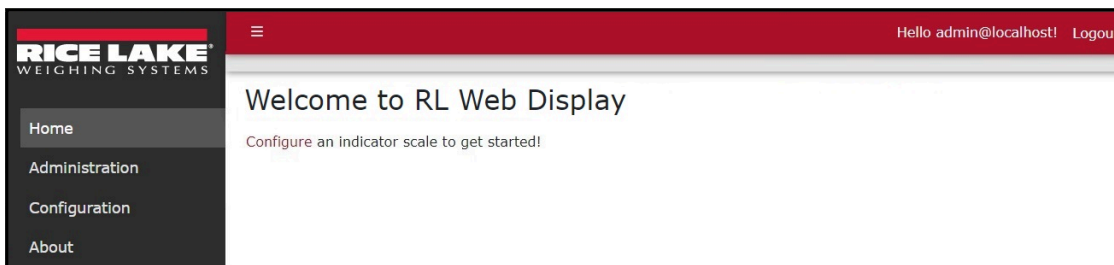 RICE LAKE®
WEIGHING SYSTEMS
Hello admin@localhost! Logou
Welcome to RL Web Display
Configure an indicator scale to get started!
Home
Administration
Configuration
About